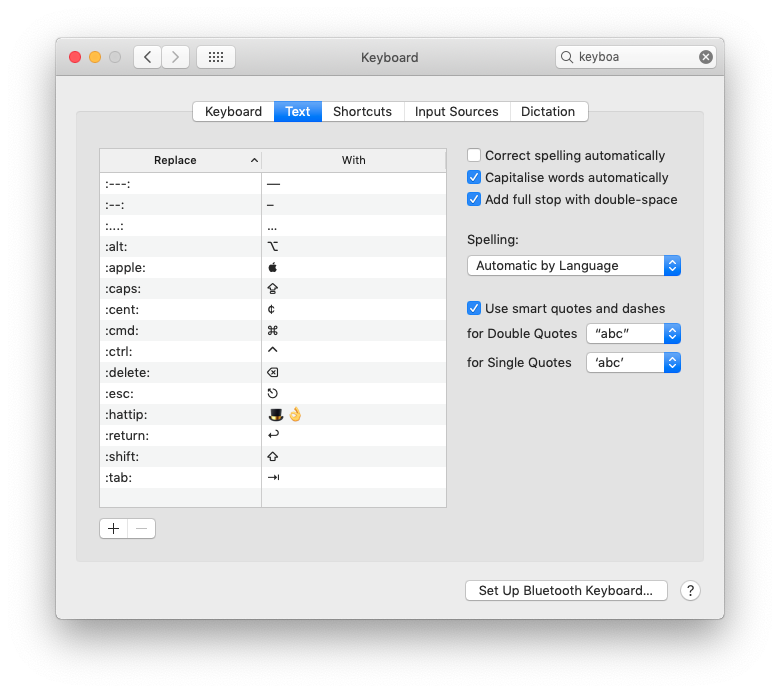 Keyboard
keyboa
Keyboard Text Shortcuts Input Sources Dictation
Replace With
:---: —
:--: –
:...: …
:alt: ⌥
:apple: 
:caps: ⇪
:cent: ¢
:cmd: ⌘
:ctrl: ⌃
:delete: ⌫
:esc: ⎋
:hattip: 🎩👌
:return: ↩
:shift: ⇧
:tab: ⇥
Correct spelling automatically
Capitalise words automatically
Add full stop with double-space
Spelling:
Automatic by Language
Use smart quotes and dashes
for Double Quotes “abc”
for Single Quotes ‘abc’
+ −
Set Up Bluetooth Keyboard... ?